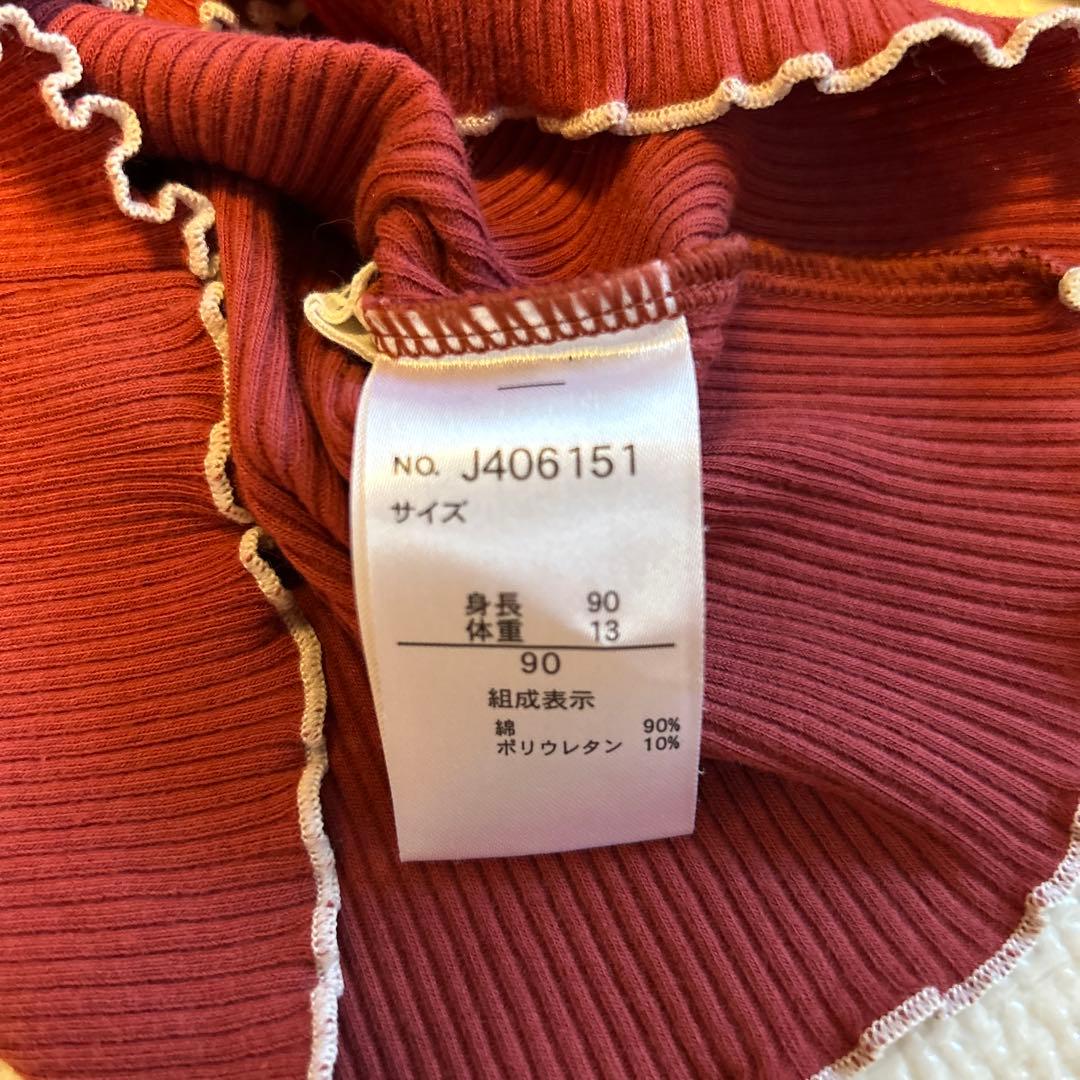 NO. J406151
サイズ
身長 90
体重 13
90
組成表示
綿 90%
ポリウレタン 10%